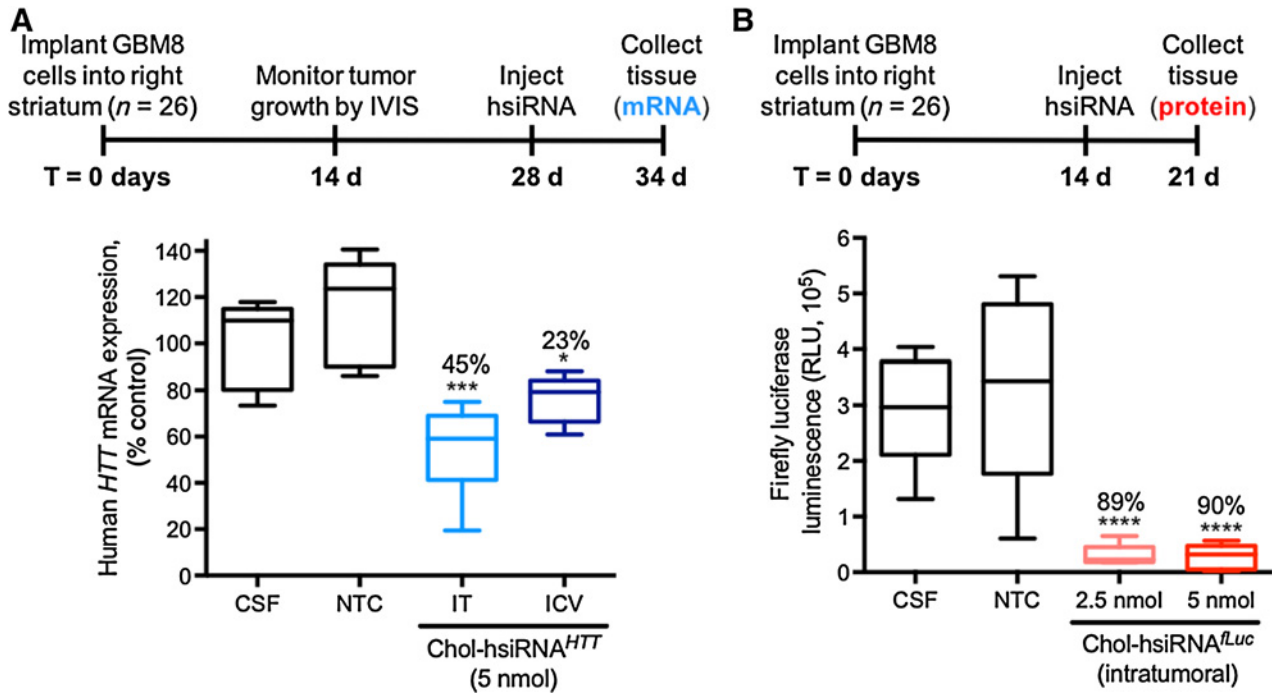 A
Implant GBM8
cells into right
striatum (n = 26)
Monitor tumor
growth by IVIS
Inject
hsiRNA
Collect
tissue
(mRNA)
T = 0 days
14 d
28 d
34 d
Human HTT mRNA expression,
(% control)
140
120
100
80
60
40
20
0
45%
***
23%
*
CSF
NTC
IT
ICV
Chol-hsiRNA^HTT
(5 nmol)
B
Implant GBM8
cells into right
striatum (n = 26)
Inject
hsiRNA
Collect
tissue
(protein)
T = 0 days
14 d
21 d
Firefly luciferase
luminescence (RLU, 10⁵)
6
5
4
3
2
1
0
89%
****
90%
****
CSF
NTC
2.5 nmol
5 nmol
Chol-hsiRNA^fLuc
(intratumoral)